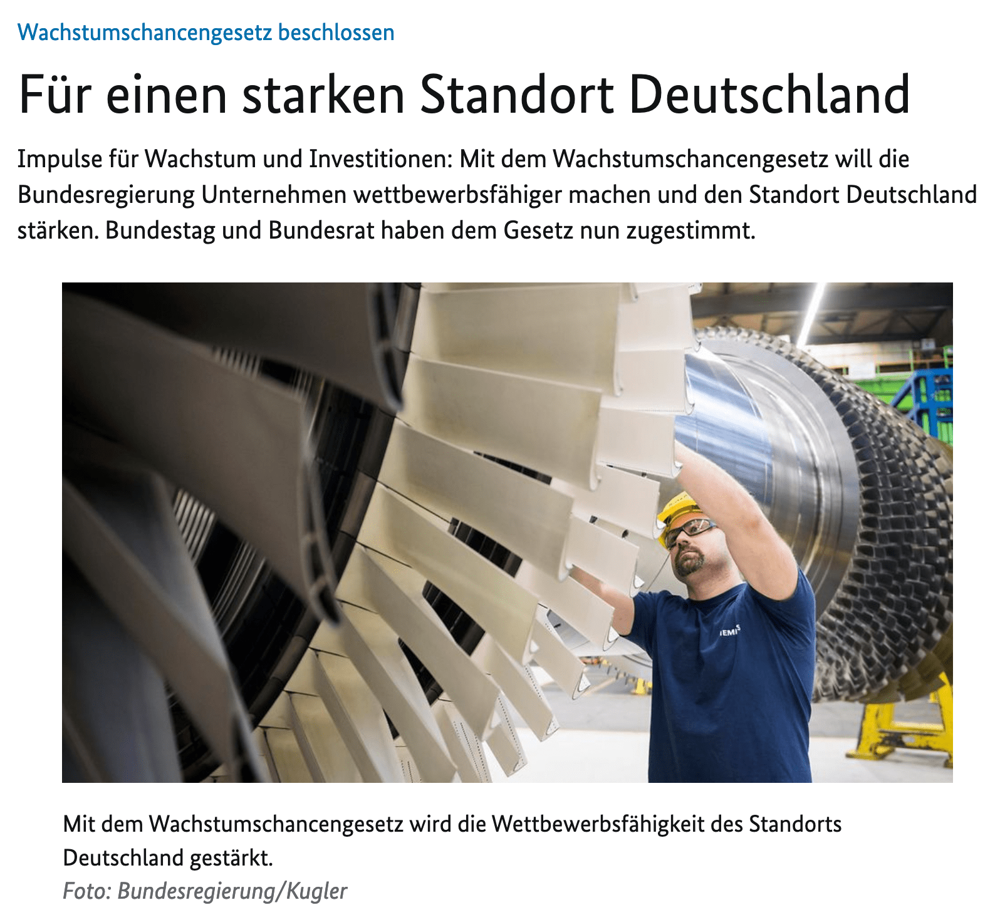 Wachstumschancengesetz beschlossen
Für einen starken Standort Deutschland
Impulse für Wachstum und Investitionen: Mit dem Wachstumschancengesetz will die
Bundesregierung Unternehmen wettbewerbsfähiger machen und den Standort Deutschland
stärken. Bundestag und Bundesrat haben dem Gesetz nun zugestimmt.
Mit dem Wachstumschancengesetz wird die Wettbewerbsfähigkeit des Standorts
Deutschland gestärkt.
Foto: Bundesregierung/Kugler